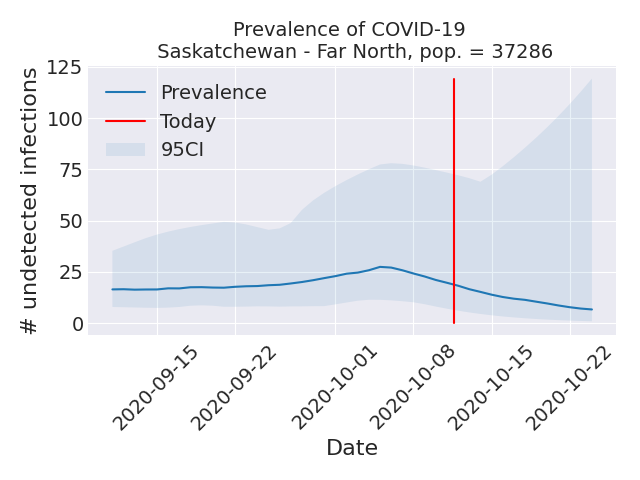 Prevalence of COVID-19
Saskatchewan - Far North, pop. = 37286
# undetected infections
125
100
75
50
25
0
Prevalence
Today
95CI
2020-09-15
2020-09-22
2020-10-01
2020-10-08
2020-10-15
2020-10-22
Date